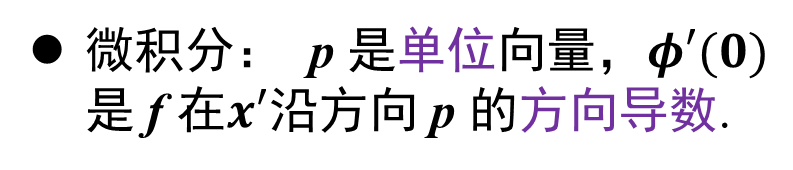 ● 微积分： p 是单位向量，ϕ′(0)
是 f 在x′沿方向 p 的方向导数.